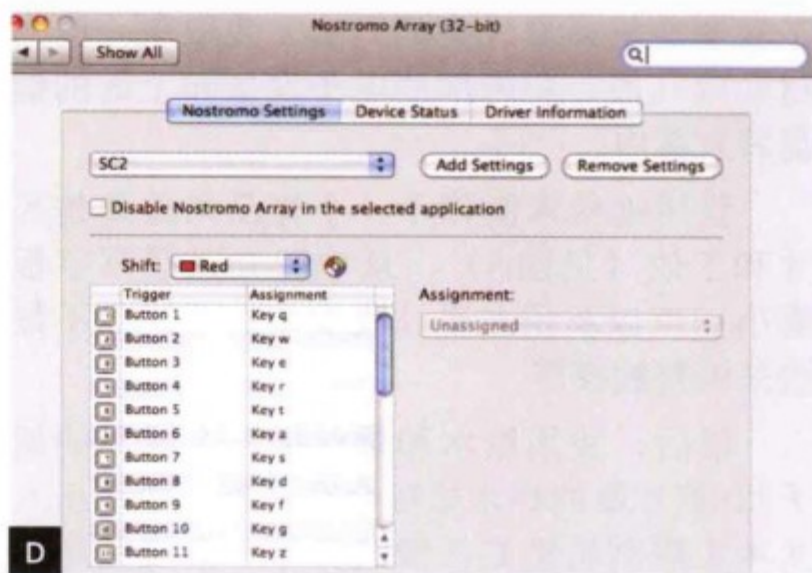 Nostromo Array (32-bit)
Show All
Nostromo Settings Device Status Driver Information
SC2 Add Settings Remove Settings
Disable Nostromo Array in the selected application
Shift: Red
Trigger Assignment
Assignment:
Unassigned
Button 1 Key q
Button 2 Key w
Button 3 Key e
Button 4 Key r
Button 5 Key t
Button 6 Key a
Button 7 Key s
Button 8 Key d
Button 9 Key f
Button 10 Key g
Button 11 Key z
D